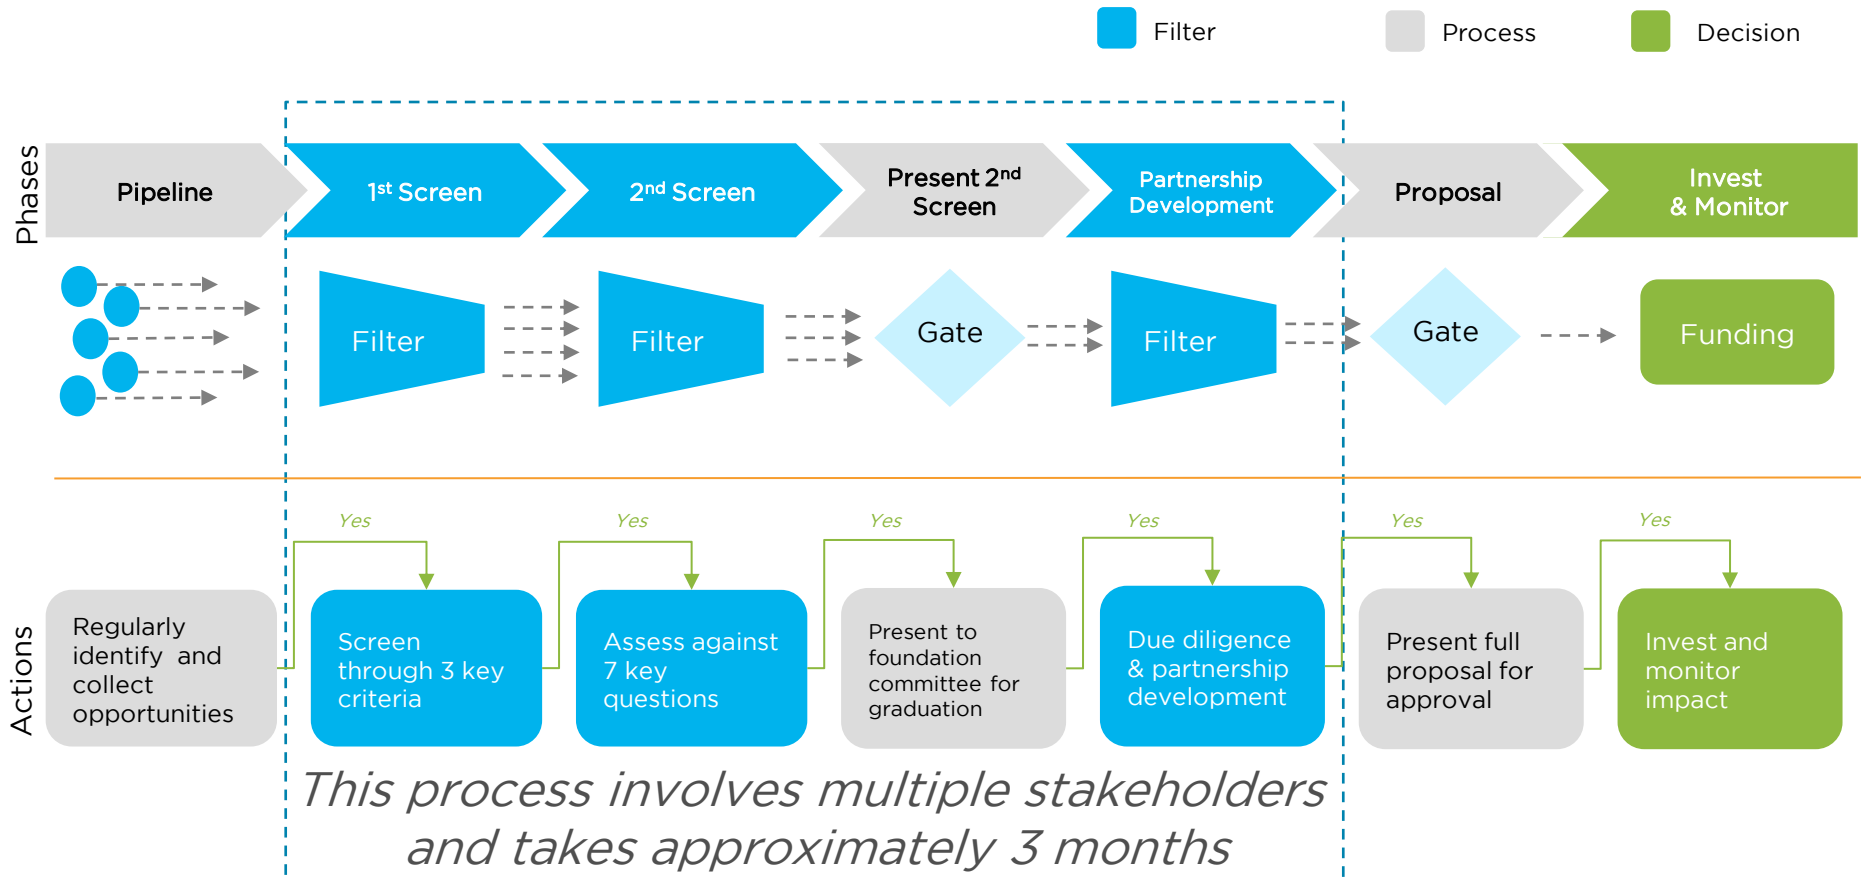 Filter
Process
Decision
Phases
Pipeline
1st Screen
2nd Screen
Present 2nd
Screen
Partnership
Development
Proposal
Invest
& Monitor
Filter
Filter
Gate
Filter
Gate
Funding
Actions
Yes
Yes
Yes
Yes
Yes
Yes
Regularly
identify and
collect
opportunities
Screen
through 3 key
criteria
Assess against
7 key
questions
Present to
foundation
committee for
graduation
Due diligence
& partnership
development
Present full
proposal for
approval
Invest and
monitor
impact
This process involves multiple stakeholders
and takes approximately 3 months